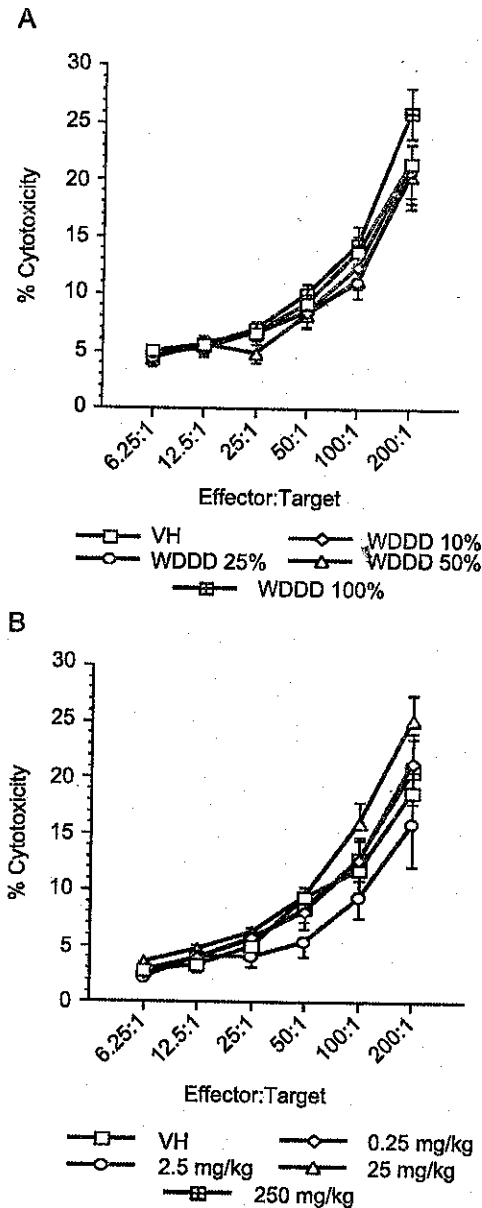 A
30
25
20
15
10
5
0
% Cytotoxicity
6.25:1 12.5:1 25:1 50:1 100:1 200:1
Effector:Target
VH WDDD 10%
WDDD 25% WDDD 50%
WDDD 100%
B
30
25
20
15
10
5
0
% Cytotoxicity
6.25:1 12.5:1 25:1 50:1 100:1 200:1
Effector:Target
VH 0.25 mg/kg
2.5 mg/kg 25 mg/kg
250 mg/kg